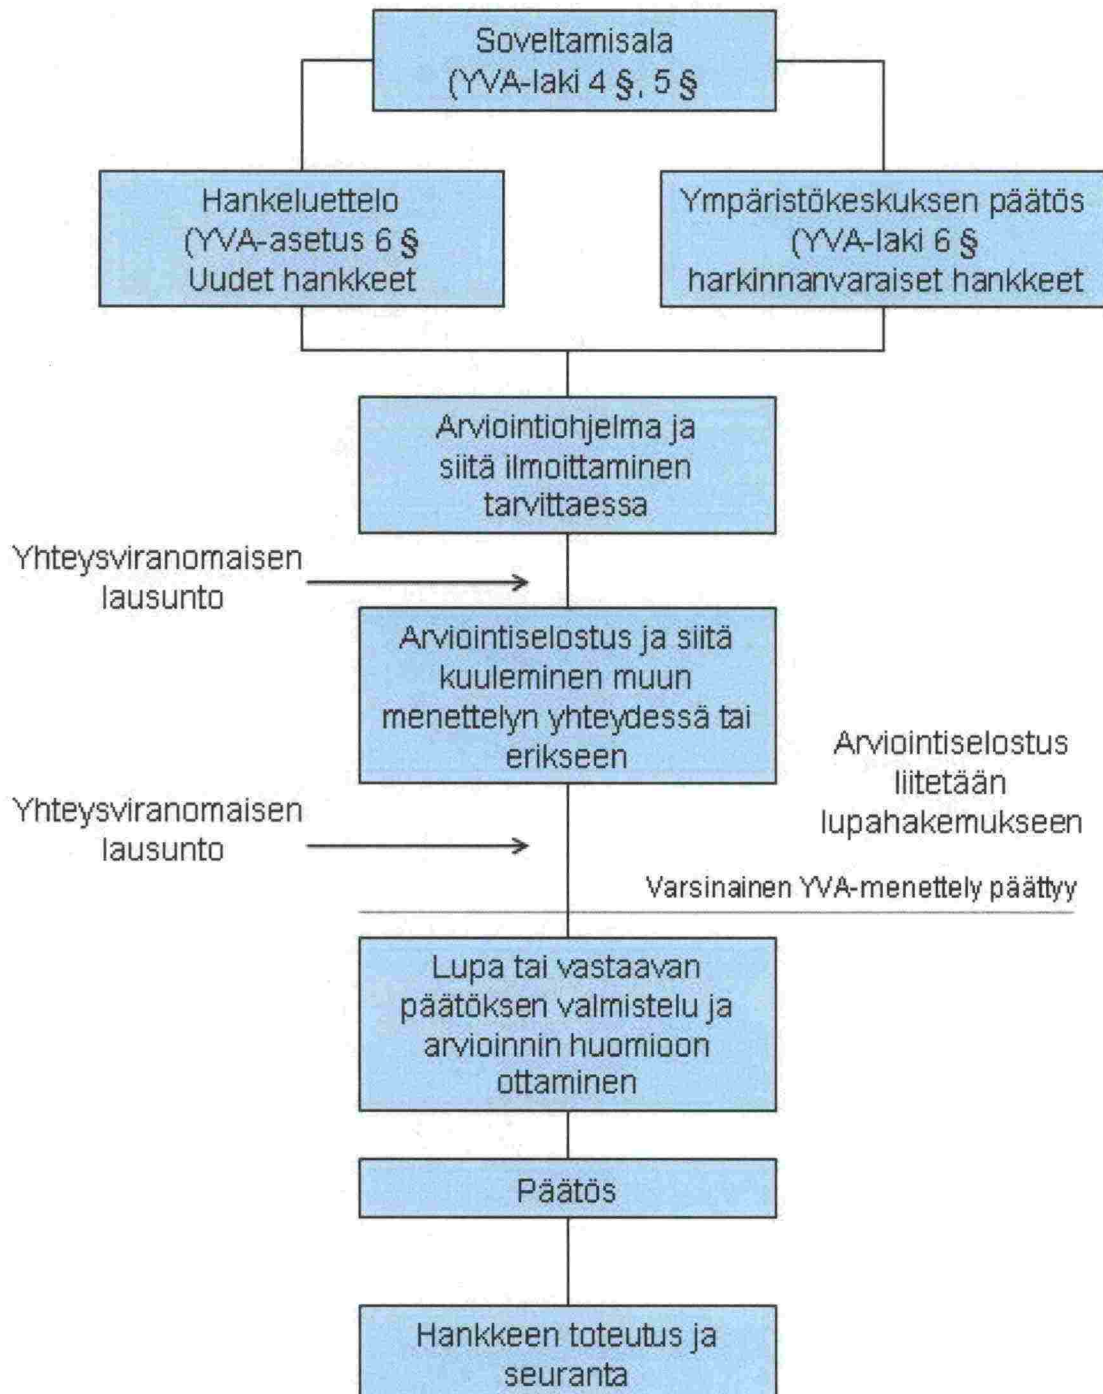 Soveltamisala
(YVA-laki 4 §, 5 §
Hankeluettelo
(YVA-asetus 6 §
Uudet hankkeet
Ympäristökeskuksen päätös
(YVA-laki 6 §
harkinnanvaraiset hankkeet
Arviointiohjelma ja
siitä ilmoittaminen
tarvittaessa
Yhteysviranomaisen
lausunto
Arviointiselostus ja siitä
kuuleminen muun
menettelyn yhteydessä tai
erikseen
Arviointiselostus
liitetään
lupahakemukseen
Yhteysviranomaisen
lausunto
Varsinainen YVA-menettely päättyy
Lupa tai vastaavan
päätöksen valmistelu ja
arvioinnin huomioon
ottaminen
Päätös
Hankkeen toteutus ja
seuranta